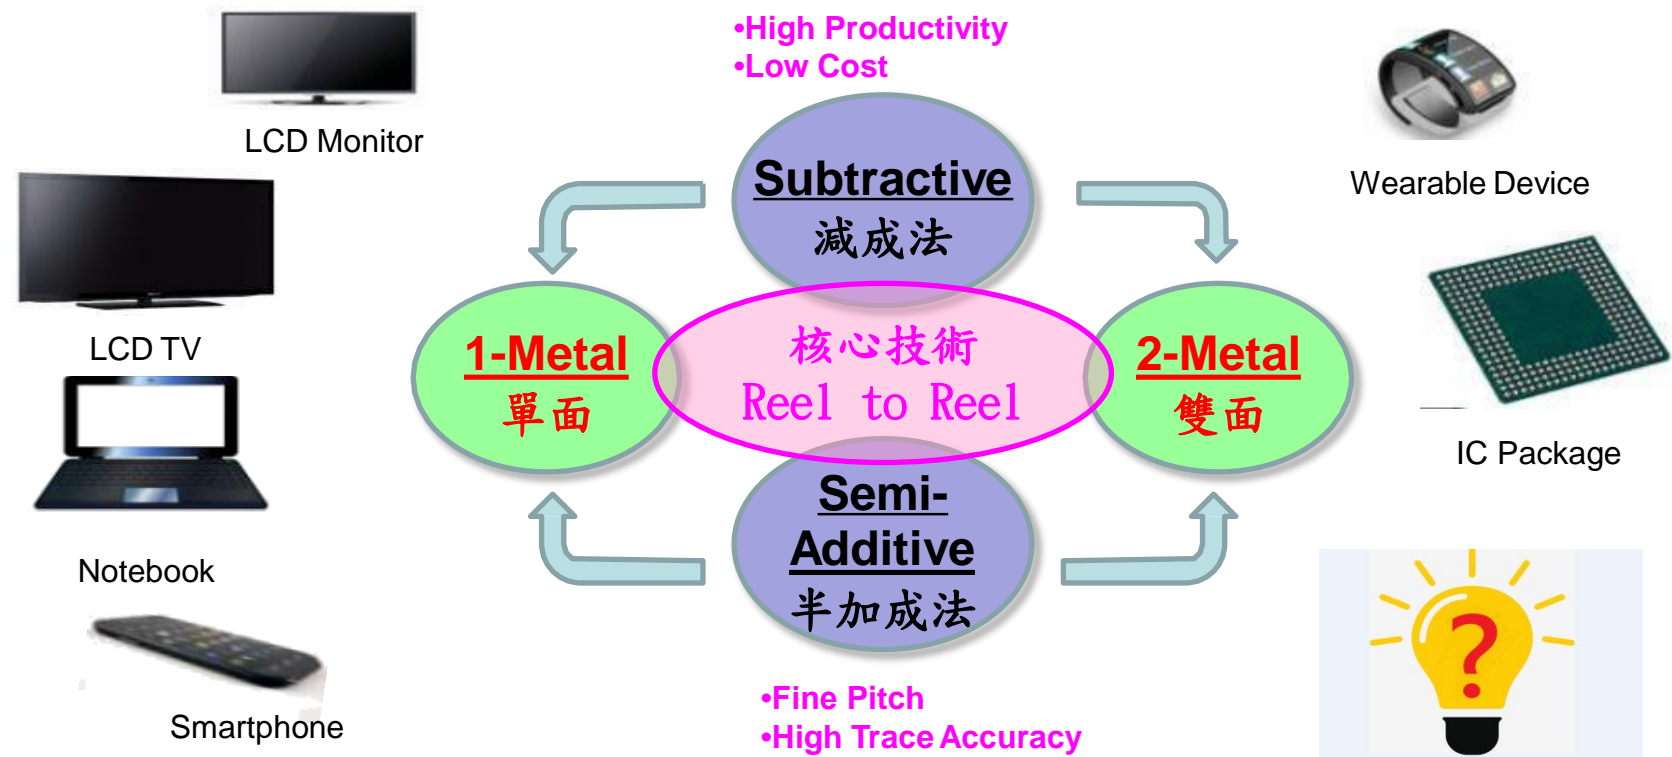 •High Productivity
•Low Cost
LCD Monitor
Subtractive
減成法
Wearable Device
LCD TV
1-Metal
單面
核心技術
Reel to Reel
2-Metal
雙面
IC Package
Semi-
Additive
半加成法
Notebook
Smartphone
•Fine Pitch
•High Trace Accuracy
?